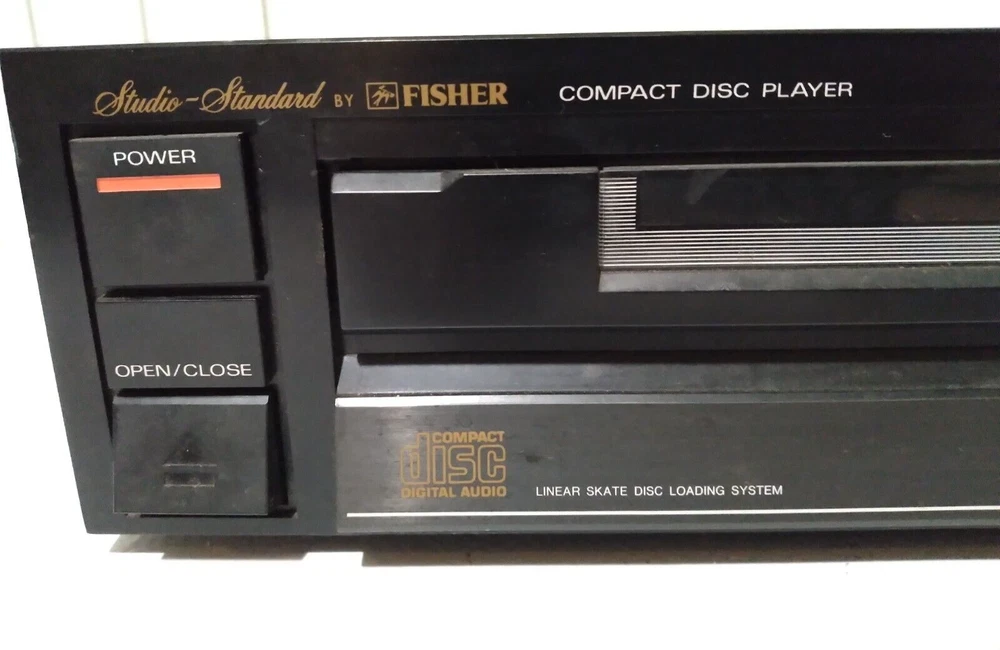 Studio-Standard BY FISHER COMPACT DISC PLAYER
POWER
OPEN/CLOSE
COMPACT
disc
DIGITAL AUDIO
LINEAR SKATE DISC LOADING SYSTEM